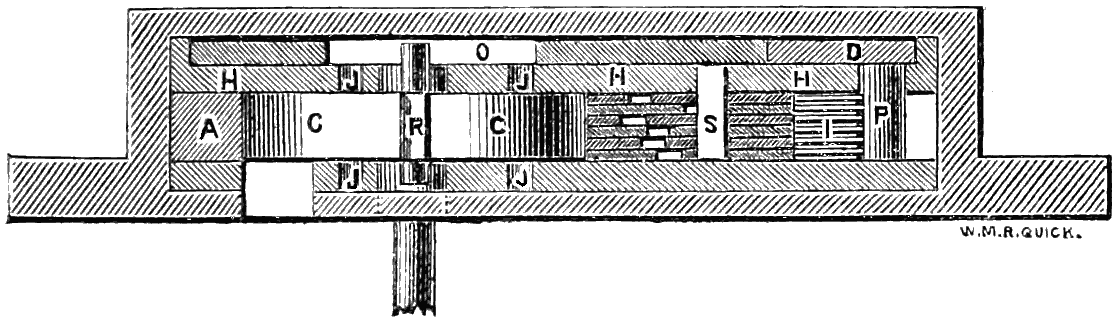 O D
H J J H H
A C R C S I P
J J
W.M.R.QUICK.